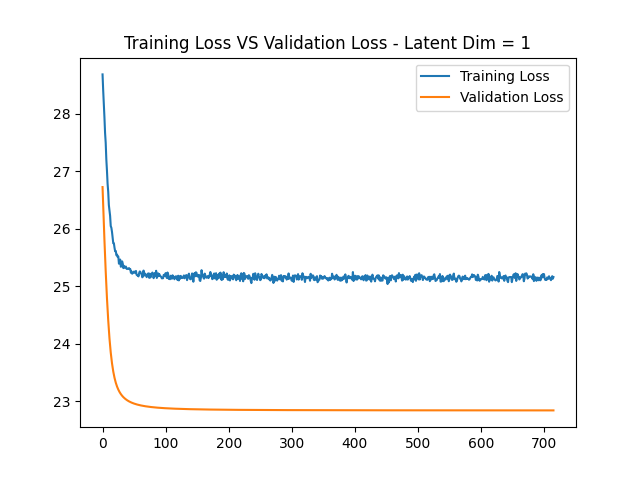 Training Loss VS Validation Loss - Latent Dim = 1
Training Loss
Validation Loss
28
27
26
25
24
23
0 100 200 300 400 500 600 700